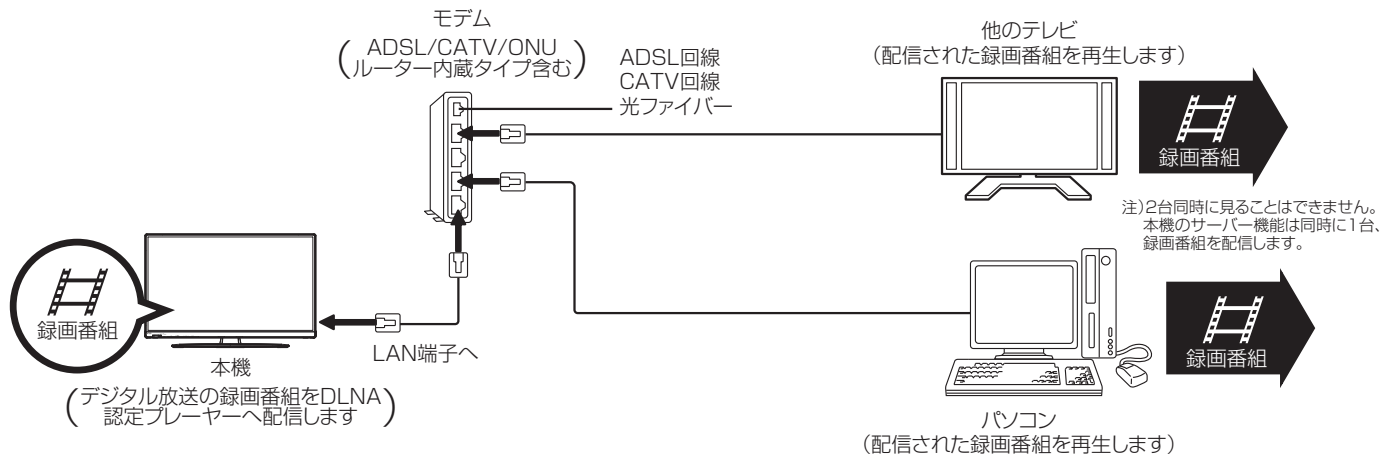 モデム
(ADSL/CATV/ONU
ルーター内蔵タイプ含む)
ADSL回線
CATV回線
光ファイバー
他のテレビ
(配信された録画番組を再生します)
録画番組
注)2台同時に見ることはできません。
本機のサーバー機能は同時に1台、
録画番組を配信します。
録画番組
本機
(デジタル放送の録画番組をDLNA
認定プレーヤーへ配信します)
LAN端子へ
録画番組
パソコン
(配信された録画番組を再生します)